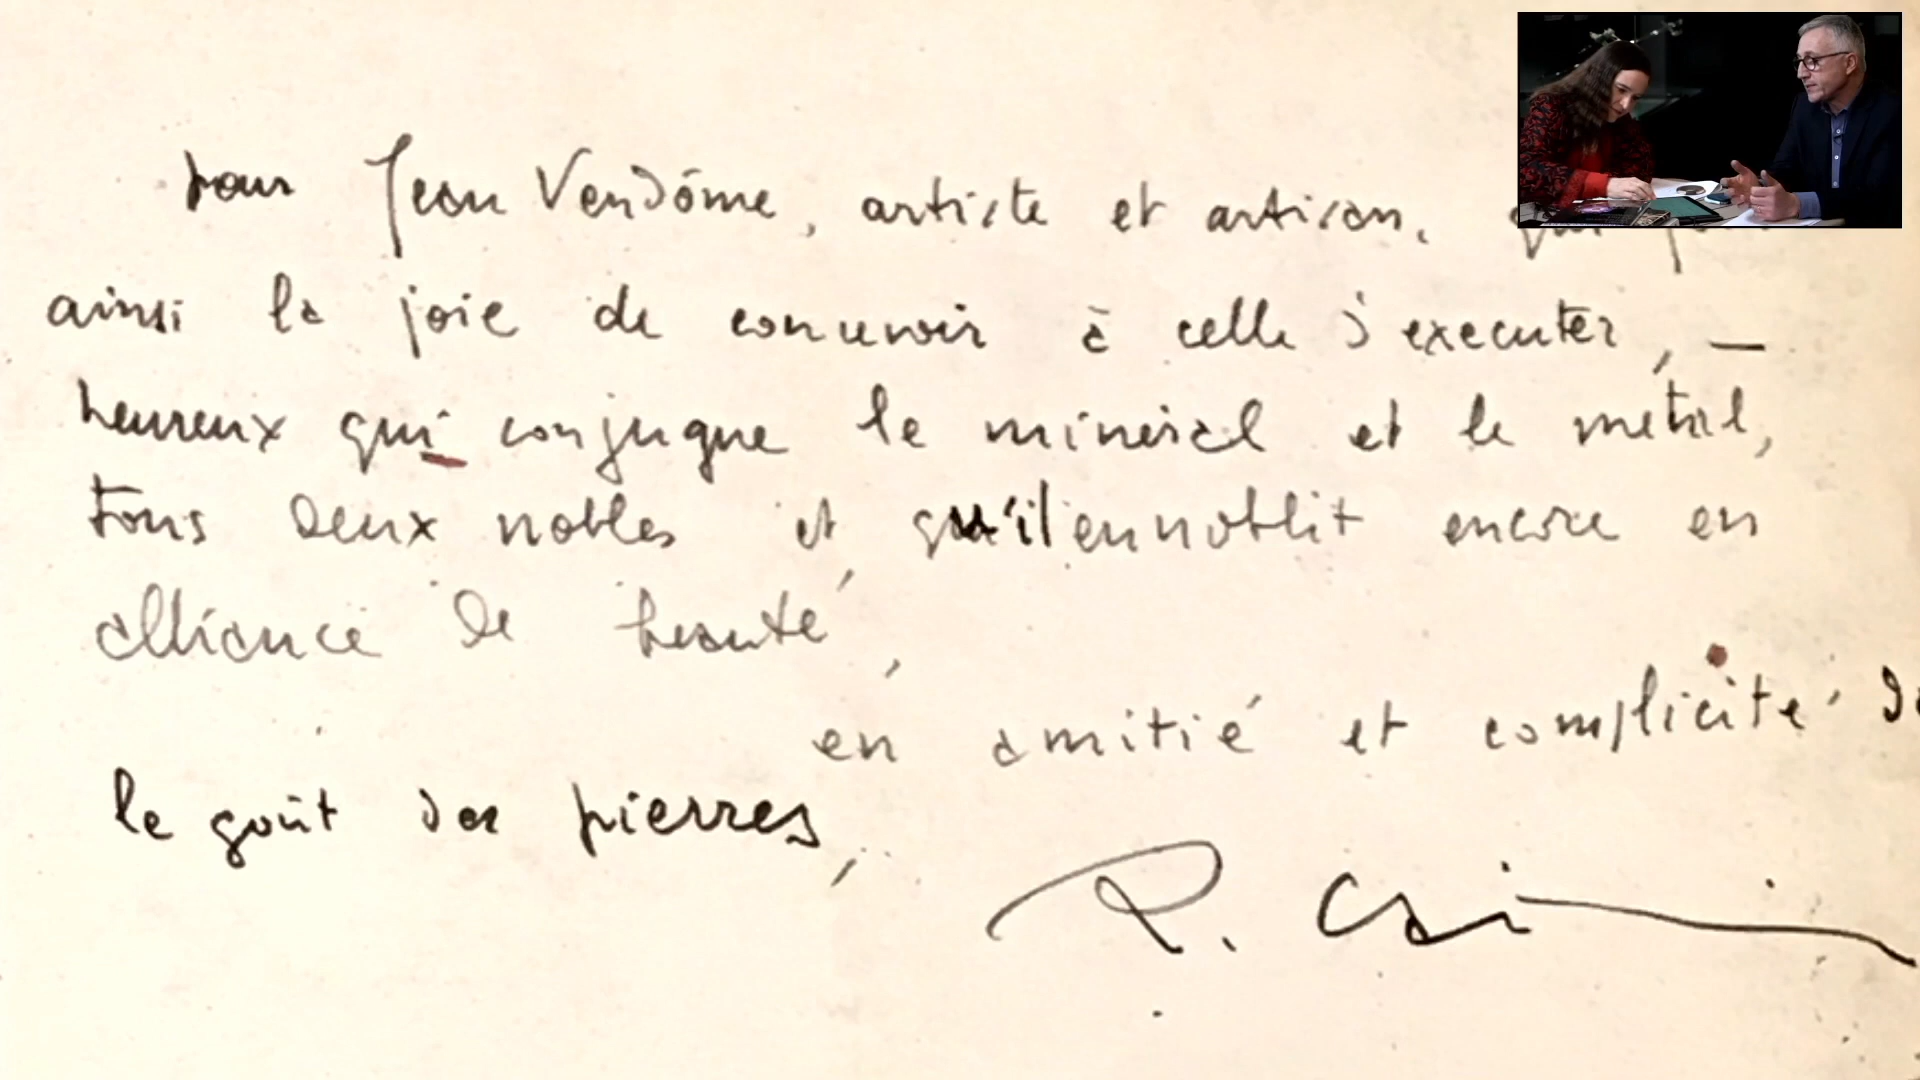 pour Jean Vendôme, artiste et artisan, qui
ainsi la joie de concevoir à celle d'executer, —
heureux qui conjugue le minéral et le métal,
tous deux nobles et qu'il ennoblit encore en
alliance de beauté,
en amitié et complicité
le goût des pierres,
R.